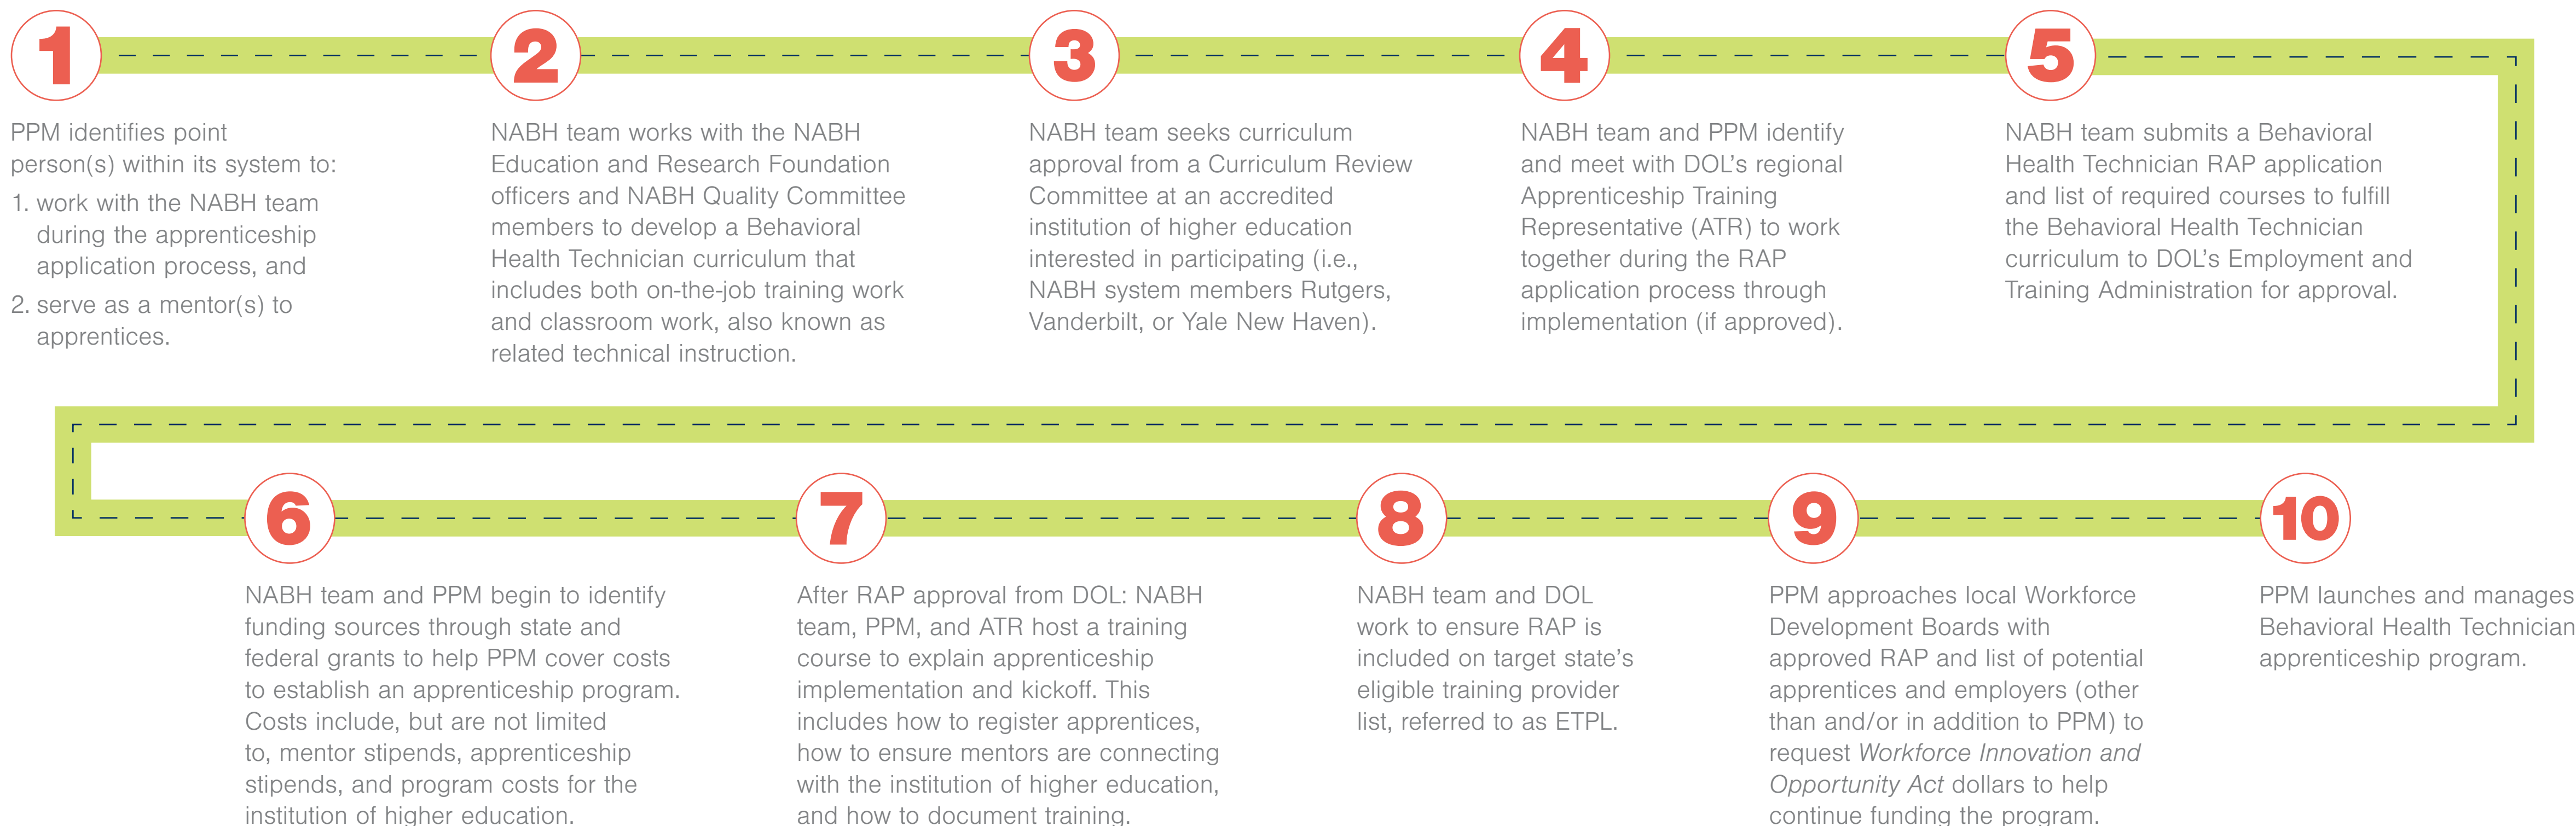 1
PPM identifies point
person(s) within its system to:
1. work with the NABH team
during the apprenticeship
application process, and
2. serve as a mentor(s) to
apprentices.
2
NABH team works with the NABH
Education and Research Foundation
officers and NABH Quality Committee
members to develop a Behavioral
Health Technician curriculum that
includes both on-the-job training work
and classroom work, also known as
related technical instruction.
3
NABH team seeks curriculum
approval from a Curriculum Review
Committee at an accredited
institution of higher education
interested in participating (i.e.,
NABH system members Rutgers,
Vanderbilt, or Yale New Haven).
4
NABH team and PPM identify
and meet with DOL’s regional
Apprenticeship Training
Representative (ATR) to work
together during the RAP
application process through
implementation (if approved).
5
NABH team submits a Behavioral
Health Technician RAP application
and list of required courses to fulfill
the Behavioral Health Technician
curriculum to DOL’s Employment and
Training Administration for approval.
6
NABH team and PPM begin to identify
funding sources through state and
federal grants to help PPM cover costs
to establish an apprenticeship program.
Costs include, but are not limited
to, mentor stipends, apprenticeship
stipends, and program costs for the
institution of higher education.
7
After RAP approval from DOL: NABH
team, PPM, and ATR host a training
course to explain apprenticeship
implementation and kickoff. This
includes how to register apprentices,
how to ensure mentors are connecting
with the institution of higher education,
and how to document training.
8
NABH team and DOL
work to ensure RAP is
included on target state’s
eligible training provider
list, referred to as ETPL.
9
PPM approaches local Workforce
Development Boards with
approved RAP and list of potential
apprentices and employers (other
than and/or in addition to PPM) to
request Workforce Innovation and
Opportunity Act dollars to help
continue funding the program.
10
PPM launches and manages
Behavioral Health Technician
apprenticeship program.